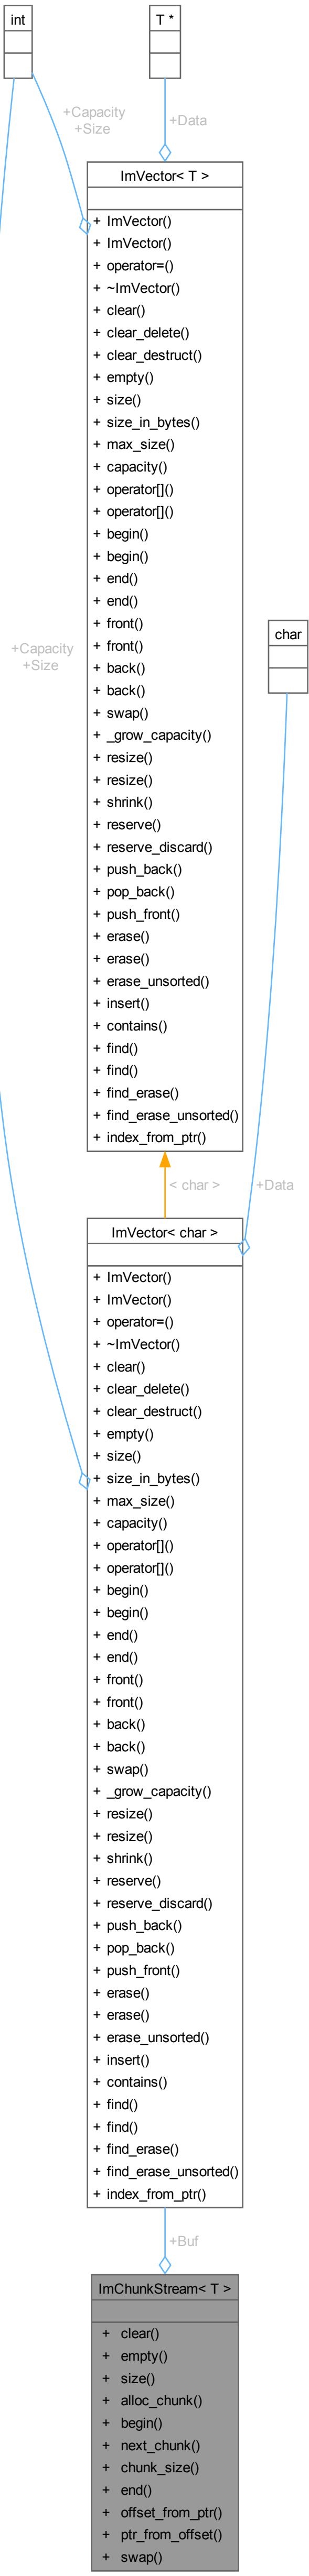 int
T *
+Capacity
+Size
+Data
ImVector< T >
+ ImVector()
+ ImVector()
+ operator=()
+ ~ImVector()
+ clear()
+ clear_delete()
+ clear_destruct()
+ empty()
+ size()
+ size_in_bytes()
+ max_size()
+ capacity()
+ operator[]()
+ operator[]()
+ begin()
+ begin()
+ end()
+ end()
+ front()
+ front()
+ back()
+ back()
+ swap()
+ _grow_capacity()
+ resize()
+ resize()
+ shrink()
+ reserve()
+ reserve_discard()
+ push_back()
+ pop_back()
+ push_front()
+ erase()
+ erase()
+ erase_unsorted()
+ insert()
+ contains()
+ find()
+ find()
+ find_erase()
+ find_erase_unsorted()
+ index_from_ptr()
char
+Capacity
+Size
< char >
+Data
ImVector< char >
+ ImVector()
+ ImVector()
+ operator=()
+ ~ImVector()
+ clear()
+ clear_delete()
+ clear_destruct()
+ empty()
+ size()
+ size_in_bytes()
+ max_size()
+ capacity()
+ operator[]()
+ operator[]()
+ begin()
+ begin()
+ end()
+ end()
+ front()
+ front()
+ back()
+ back()
+ swap()
+ _grow_capacity()
+ resize()
+ resize()
+ shrink()
+ reserve()
+ reserve_discard()
+ push_back()
+ pop_back()
+ push_front()
+ erase()
+ erase()
+ erase_unsorted()
+ insert()
+ contains()
+ find()
+ find()
+ find_erase()
+ find_erase_unsorted()
+ index_from_ptr()
+Buf
ImChunkStream< T >
+ clear()
+ empty()
+ size()
+ alloc_chunk()
+ begin()
+ next_chunk()
+ chunk_size()
+ end()
+ offset_from_ptr()
+ ptr_from_offset()
+ swap()